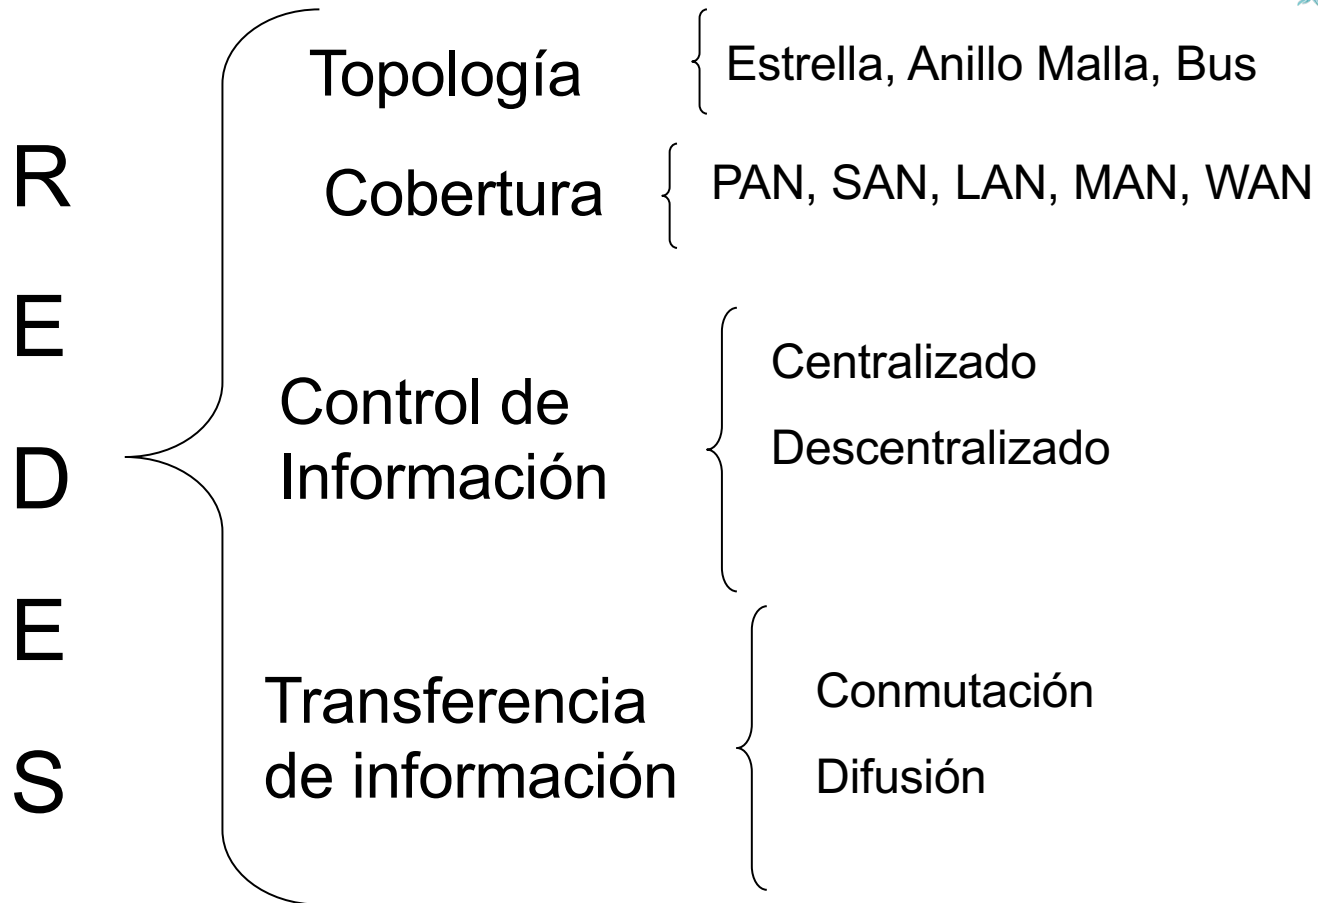 REDES
Topología
Estrella, Anillo Malla, Bus
Cobertura
PAN, SAN, LAN, MAN, WAN
Control de
Información
Centralizado
Descentralizado
Transferencia
de información
Conmutación
Difusión